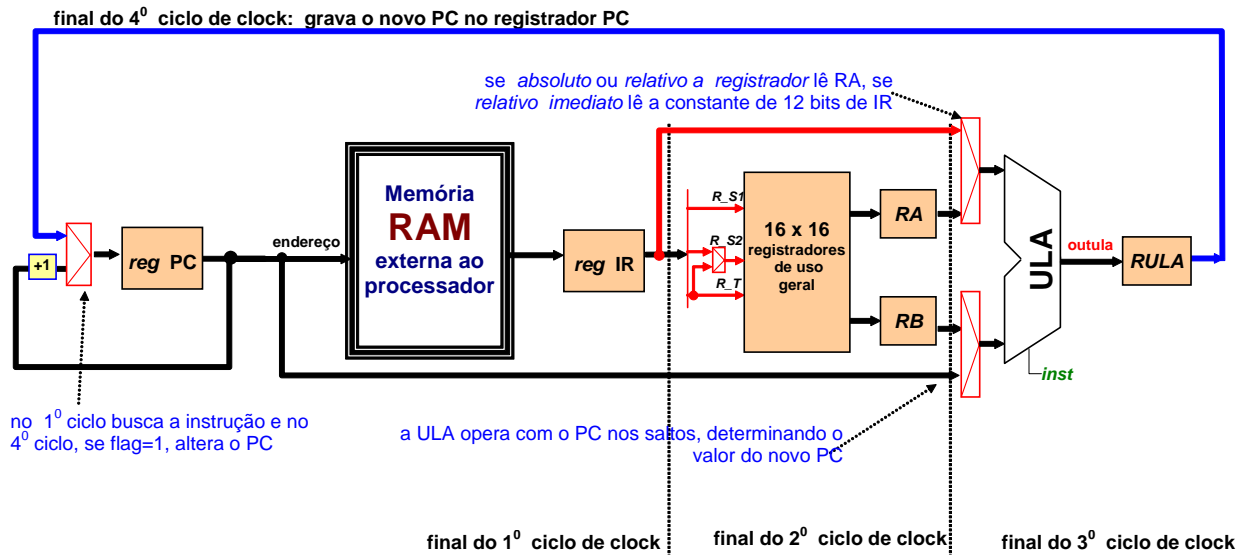 final do 4⁰ ciclo de clock: grava o novo PC no registrador PC
se absoluto ou relativo a registrador lê RA, se
relativo imediato lê a constante de 12 bits de IR
+1
reg PC
endereço
Memória
RAM
externa ao
processador
reg IR
R_S1
R_S2
R_T
16 x 16
registradores
de uso
geral
RA
RB
ULA
inst
outula
RULA
no 1⁰ ciclo busca a instrução e no
4⁰ ciclo, se flag=1, altera o PC
a ULA opera com o PC nos saltos, determinando o
valor do novo PC
final do 1⁰ ciclo de clock
final do 2⁰ ciclo de clock
final do 3⁰ ciclo de clock